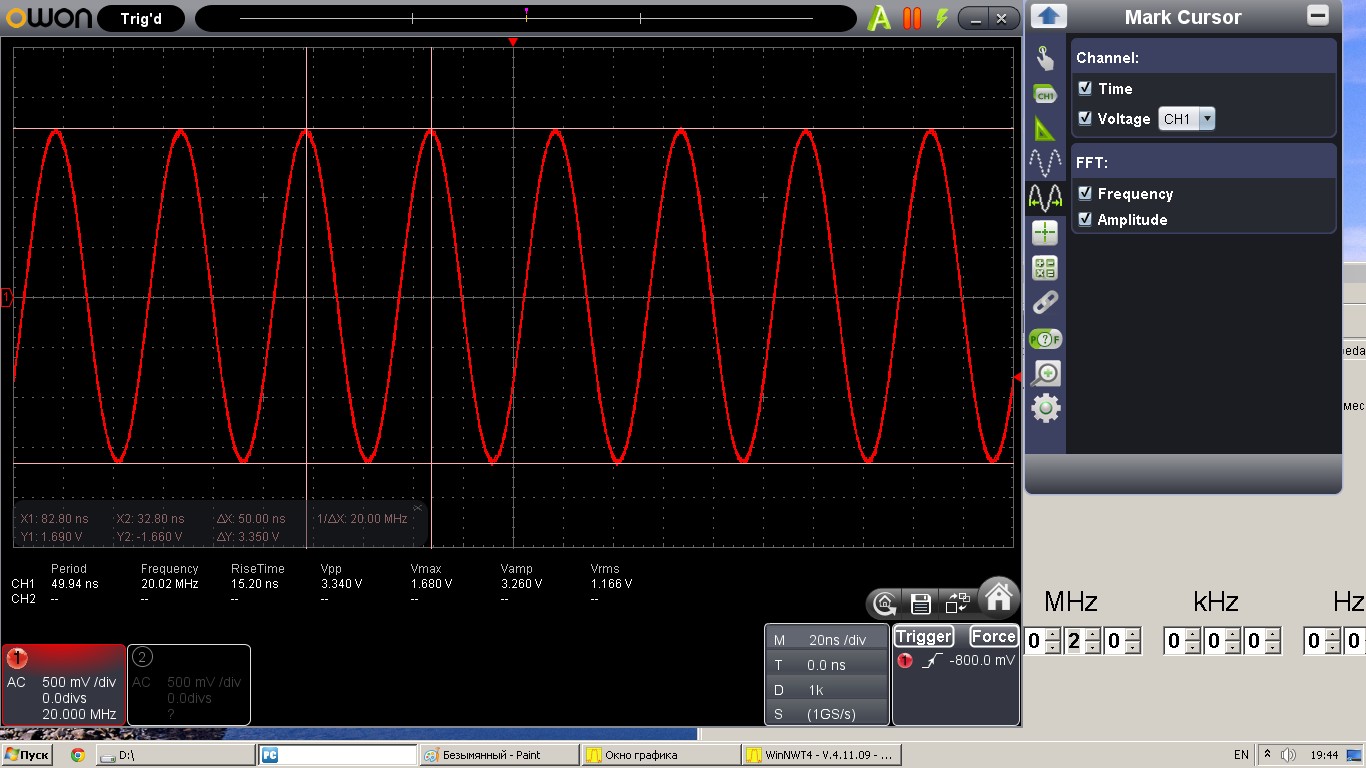 OWON Trig'd
Mark Cursor
Channel:
Time
CH1
Voltage CH1
FFT:
Frequency
Amplitude
P ? F
1
X1: 82.80 ns X2: 32.80 ns ΔX: 50.00 ns 1/ΔX: 20.00 MHz
Y1: 1.690 V Y2: -1.660 V ΔY: 3.350 V
Period Frequency RiseTime Vpp Vmax Vamp Vrms
CH1 49.94 ns 20.02 MHz 15.20 ns 3.340 V 1.680 V 3.260 V 1.166 V
CH2 -- -- -- -- -- -- --
MHz kHz Hz
0 2 0 0 0 0 0 0
1
AC 500 mV /div
0.0divs
20.000 MHz
2
AC 500 mV /div
0.0divs
?
M 20ns /div
T 0.0 ns
D 1k
S (1GS/s)
Trigger Force
1 -800.0 mV
Пуск D:\ PC Безымянный - Paint Окно графика WinNWT4 - V.4.11.09 - ... EN 19:44